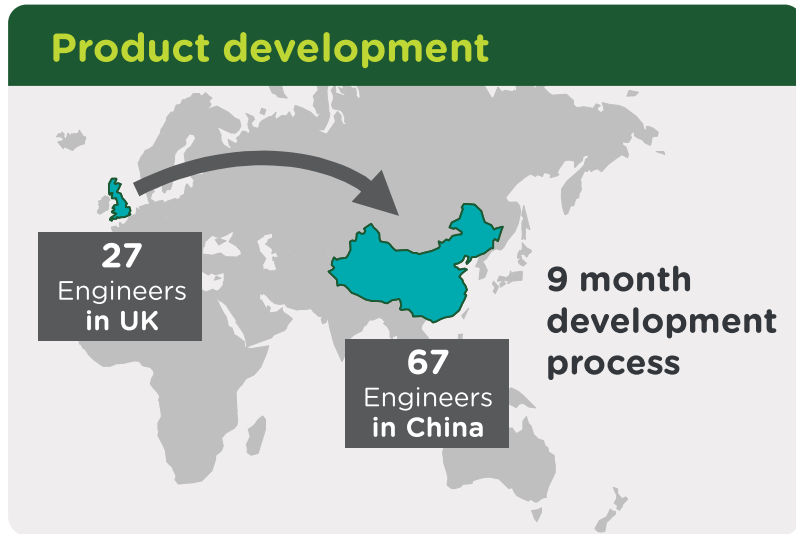 Product development
27
Engineers
in UK
67
Engineers
in China
9 month
development
process